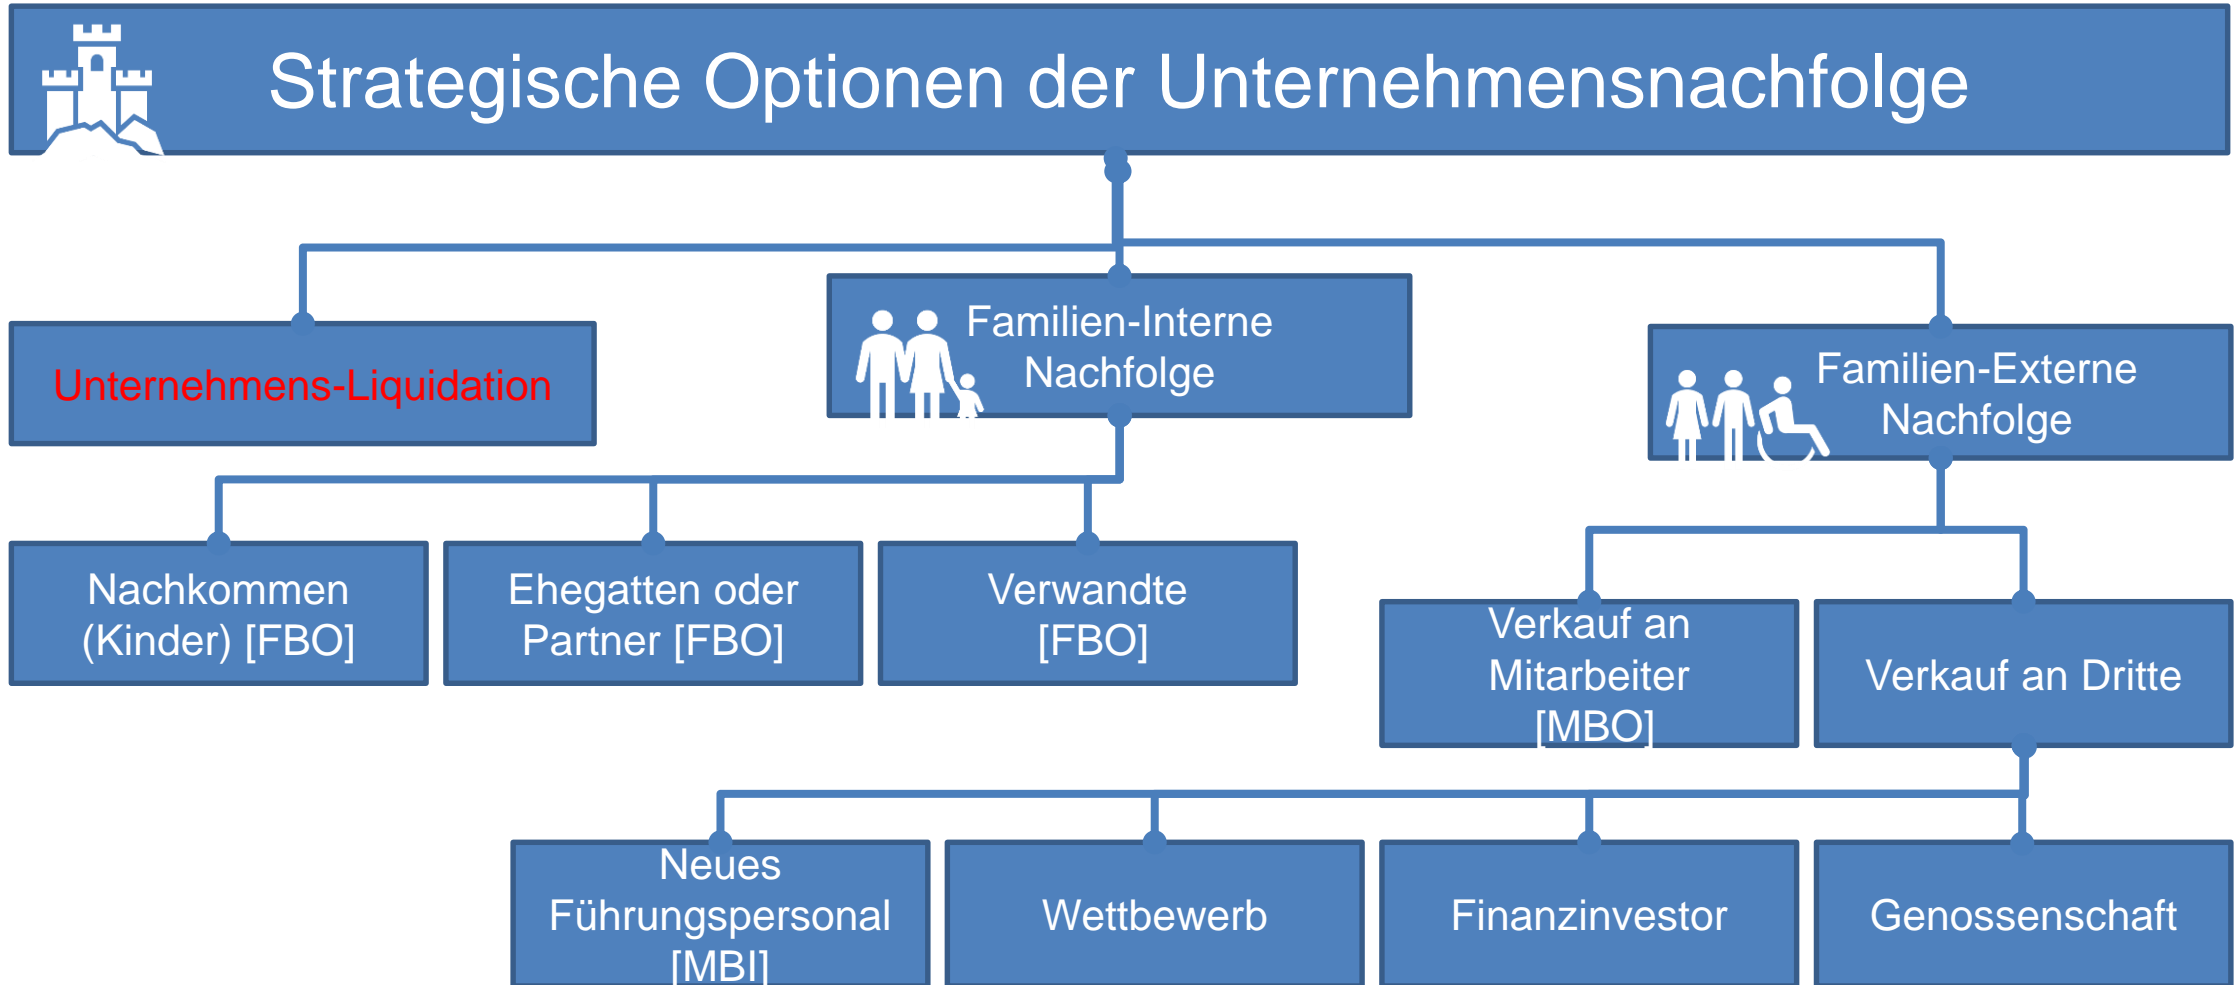 Strategische Optionen der Unternehmensnachfolge
Unternehmens-Liquidation
Familien-Interne
Nachfolge
Familien-Externe
Nachfolge
Nachkommen
(Kinder) [FBO]
Ehegatten oder
Partner [FBO]
Verwandte
[FBO]
Verkauf an
Mitarbeiter
[MBO]
Verkauf an Dritte
Neues
Führungspersonal
[MBI]
Wettbewerb
Finanzinvestor
Genossenschaft